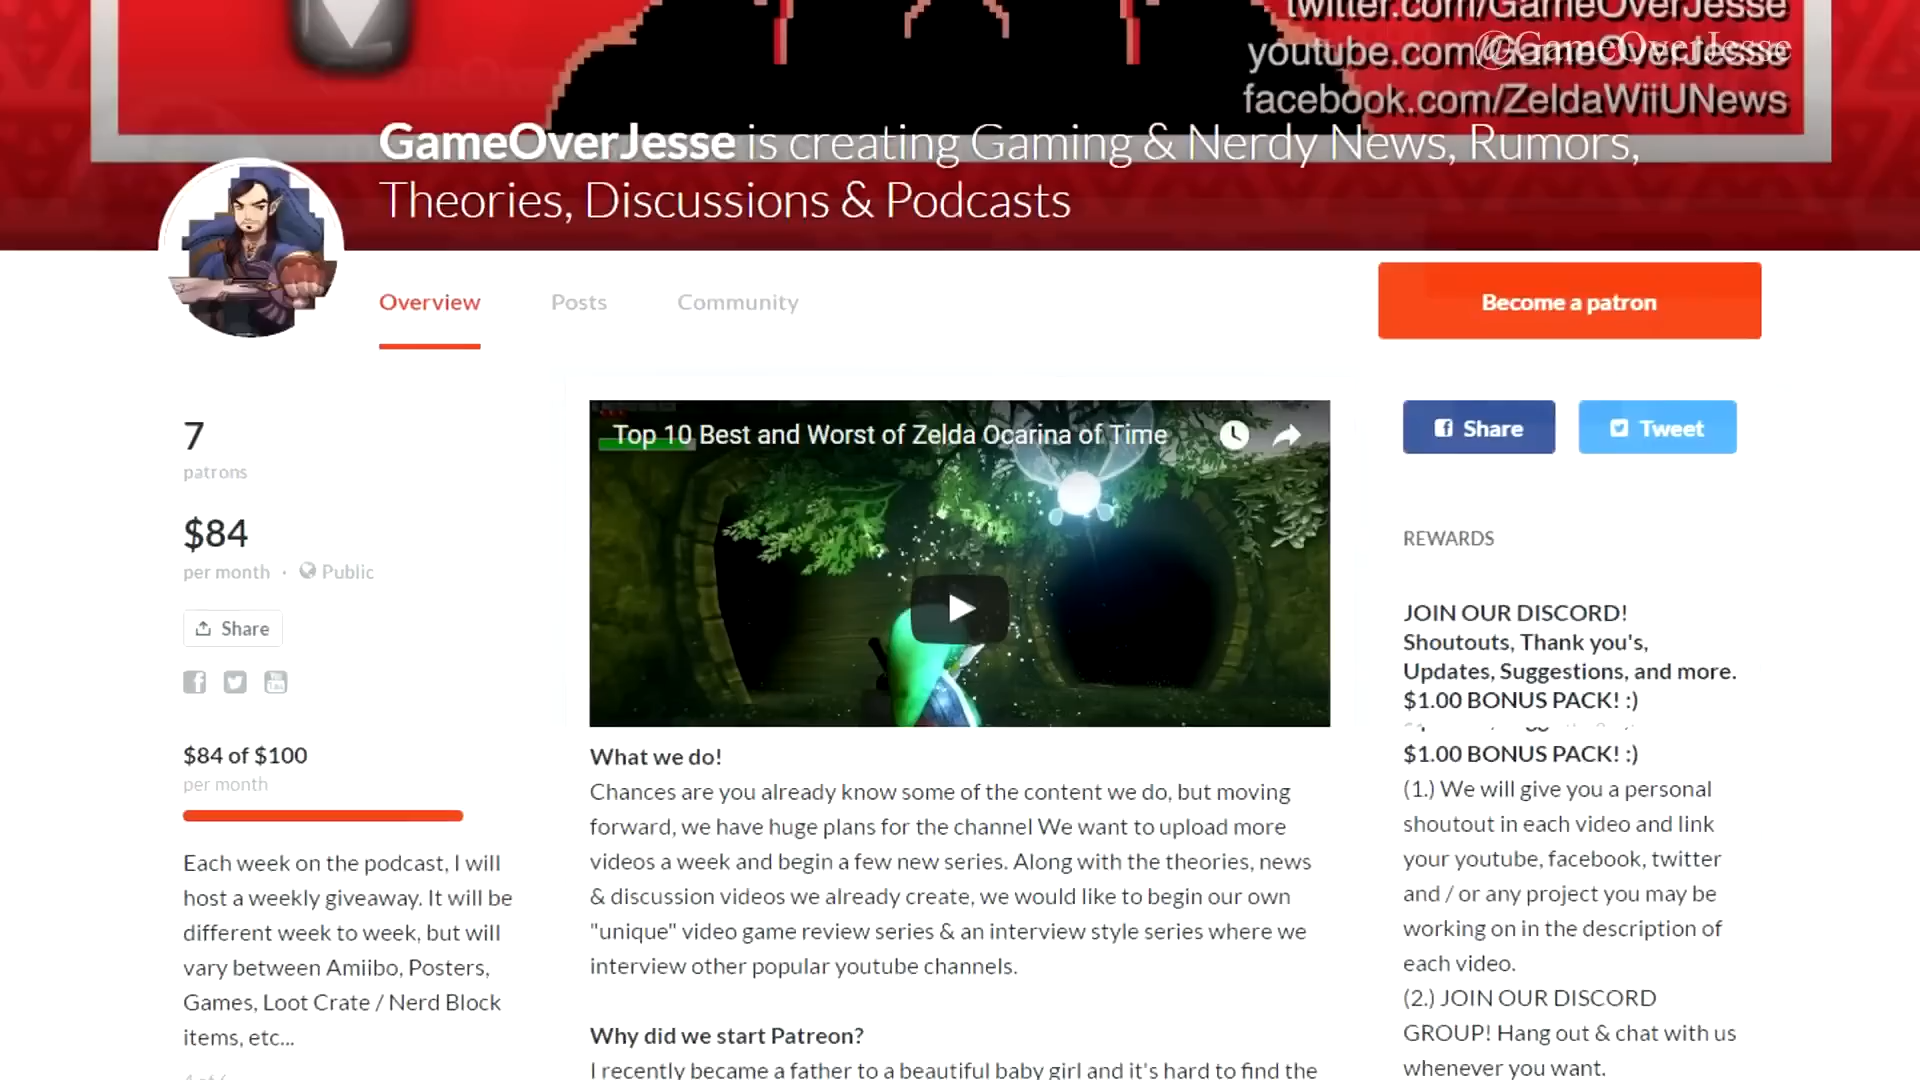 twitter.com/GameOverJesse
youtube.com/GameOverJesse
@GameOverJesse
facebook.com/ZeldaWiiUNews
GameOverJesse is creating Gaming & Nerdy News, Rumors,
Theories, Discussions & Podcasts
Overview
Posts
Community
Become a patron
7
patrons
$84
per month · Public
Share
$84 of $100
per month
Each week on the podcast, I will
host a weekly giveaway. It will be
different week to week, but will
vary between Amiibo, Posters,
Games, Loot Crate / Nerd Block
items, etc...
Top 10 Best and Worst of Zelda Ocarina of Time
What we do!
Chances are you already know some of the content we do, but moving
forward, we have huge plans for the channel We want to upload more
videos a week and begin a few new series. Along with the theories, news
& discussion videos we already create, we would like to begin our own
"unique" video game review series & an interview style series where we
interview other popular youtube channels.
Why did we start Patreon?
I recently became a father to a beautiful baby girl and it's hard to find the
Share
Tweet
REWARDS
JOIN OUR DISCORD!
Shoutouts, Thank you's,
Updates, Suggestions, and more.
$1.00 BONUS PACK! :)
$1.00 BONUS PACK! :)
(1.) We will give you a personal
shoutout in each video and link
your youtube, facebook, twitter
and / or any project you may be
working on in the description of
each video.
(2.) JOIN OUR DISCORD
GROUP! Hang out & chat with us
whenever you want.